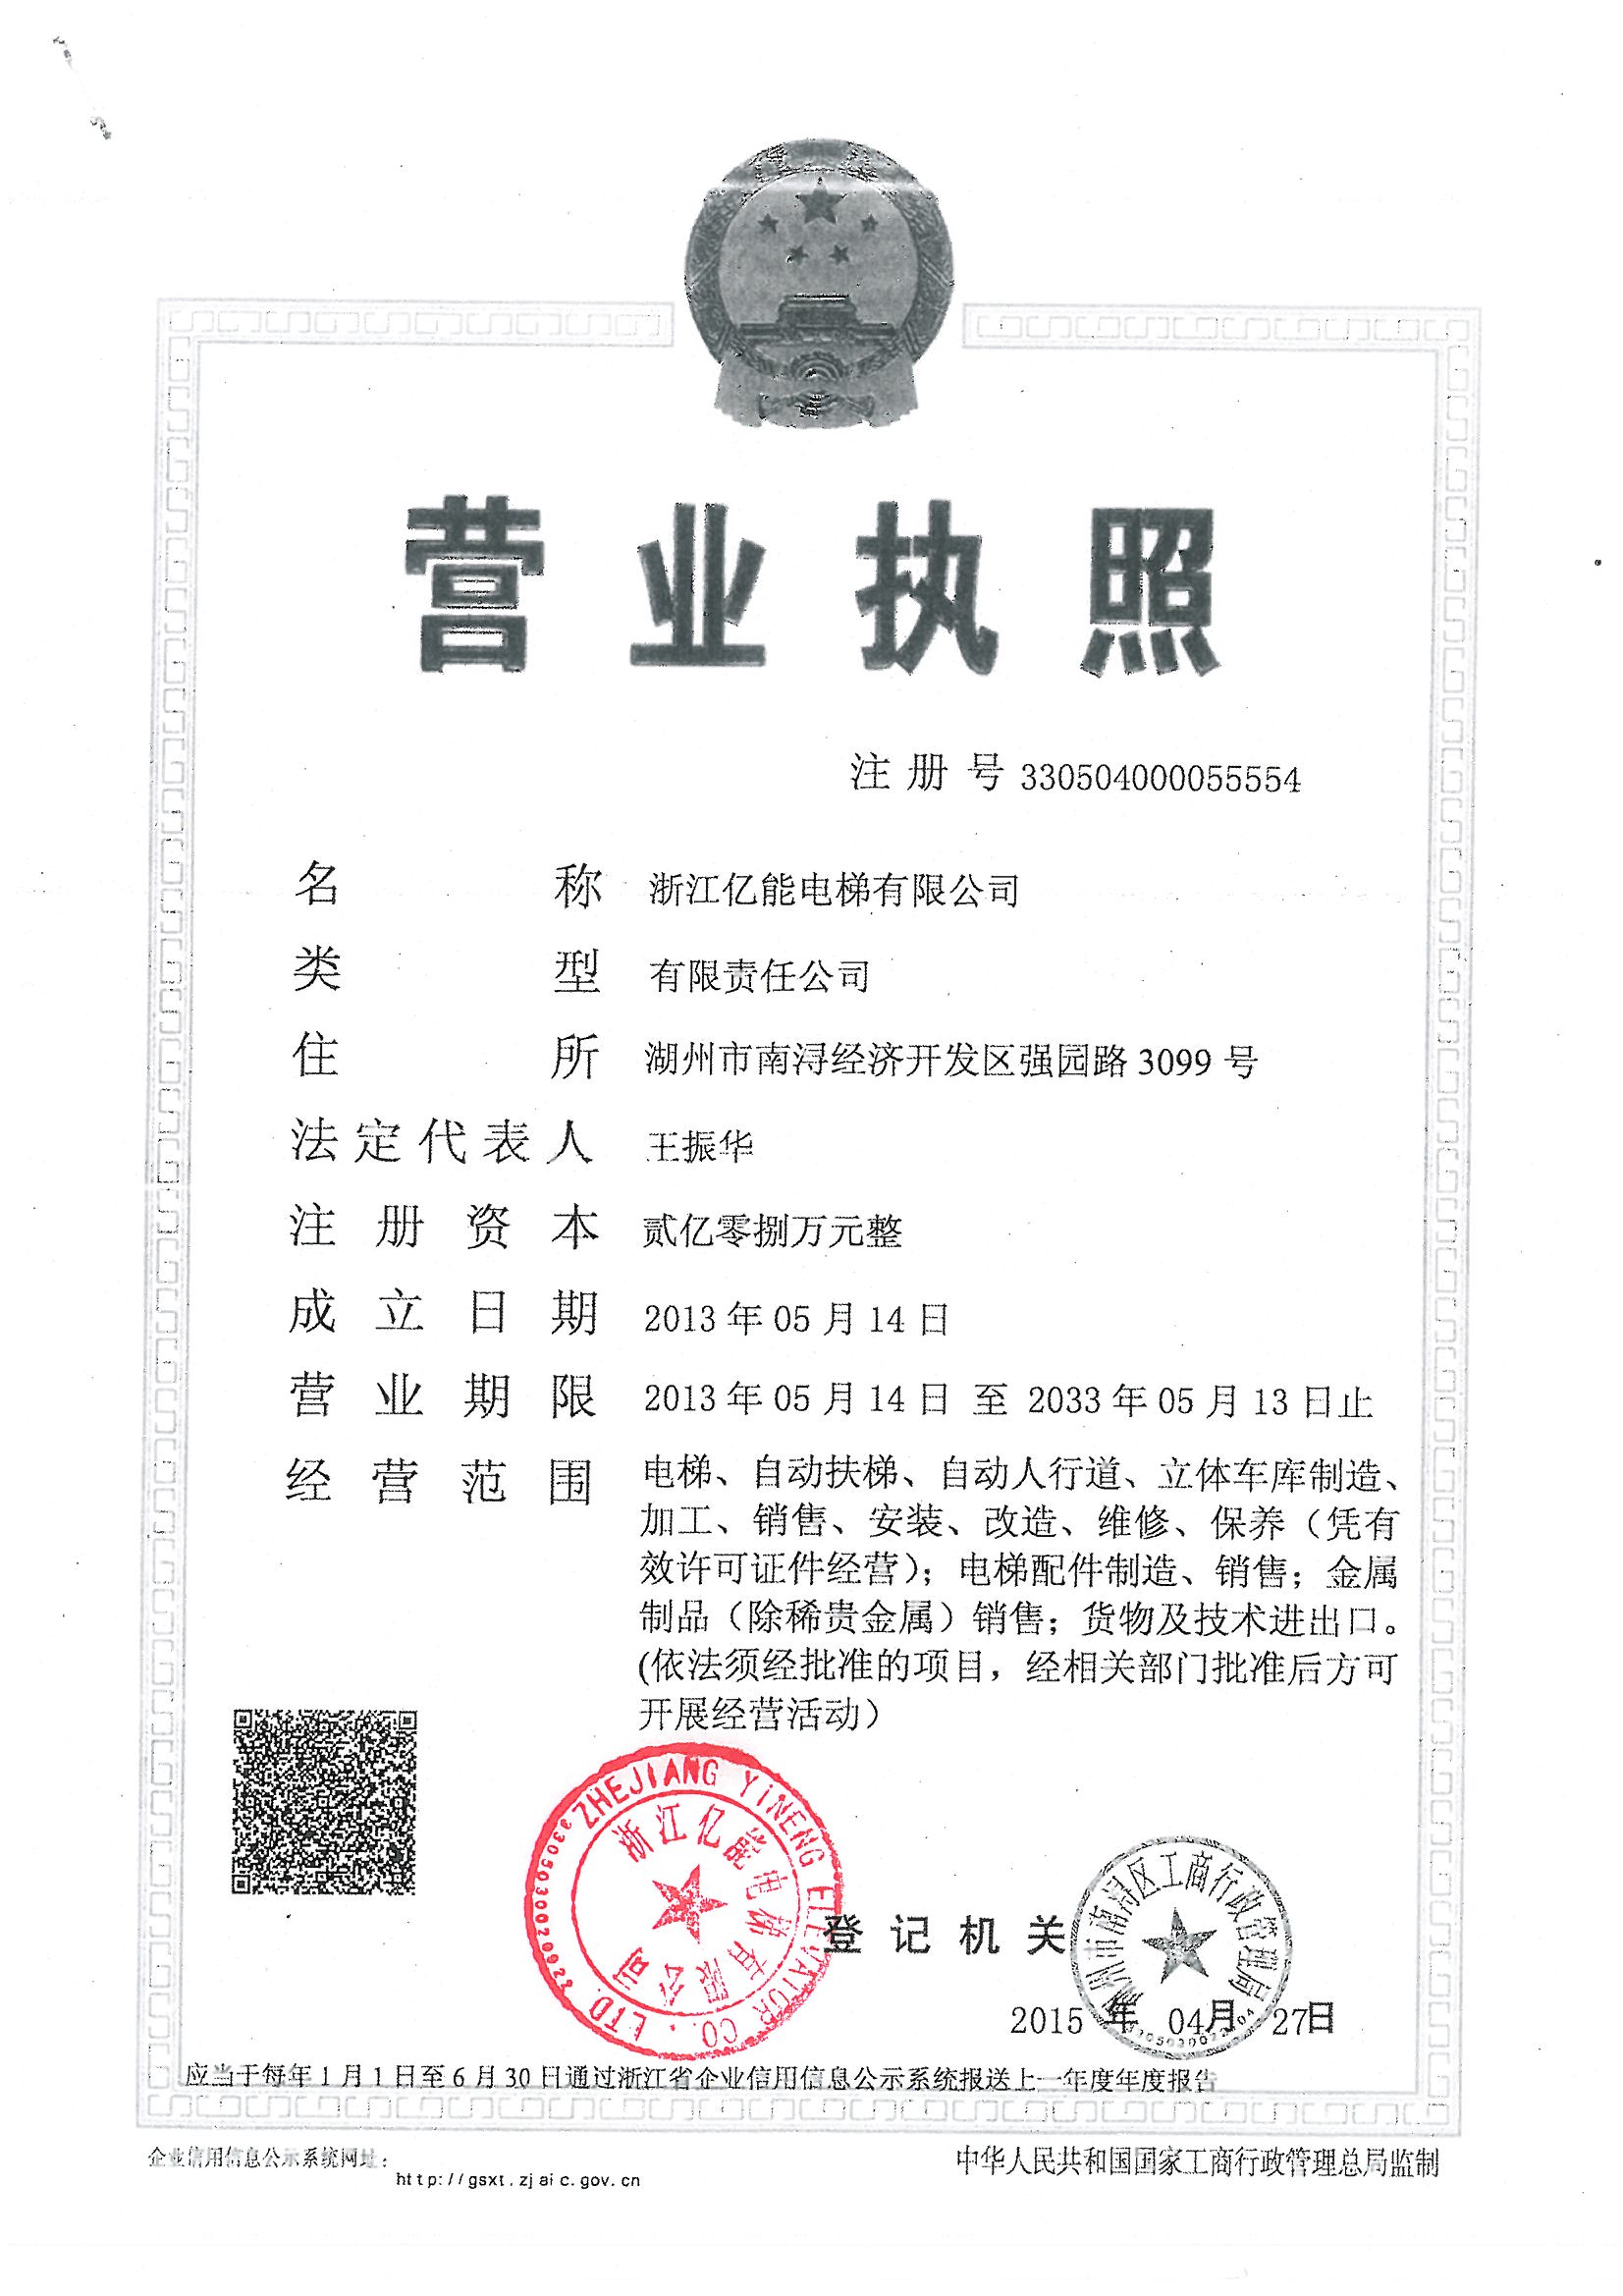 营业执照
注册号 330504000055554
名称 浙江亿能电梯有限公司
类型 有限责任公司
住所 湖州市南浔经济开发区强园路 3099 号
法定代表人 王振华
注册资本 贰亿零捌万元整
成立日期 2013 年 05 月 14 日
营业期限 2013 年 05 月 14 日 至 2033 年 05 月 13 日止
经营范围 电梯、自动扶梯、自动人行道、立体车库制造、
加工、销售、安装、改造、维修、保养（凭有
效许可证件经营）；电梯配件制造、销售；金属
制品（除稀贵金属）销售；货物及技术进出口。
(依法须经批准的项目，经相关部门批准后方可
开展经营活动）
ZHEJIANG YINENG ELEVATOR CO., LTD.
浙江亿能电梯有限公司
登记机关
湖州市南浔区工商行政管理局
2015 年 04月 27日
应当于每年 1 月 1 日至 6 月 30 日通过浙江省企业信用信息公示系统报送上一年度年度报告
企业信用信息公示系统网址：
http://gsxt.zjaic.gov.cn
中华人民共和国国家工商行政管理总局监制